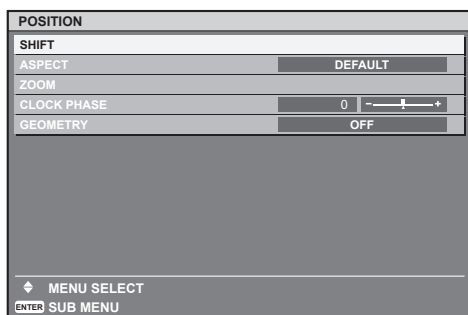 POSITION
SHIFT
ASPECT DEFAULT
ZOOM
CLOCK PHASE 0 - +
GEOMETRY OFF
MENU SELECT
ENTER SUB MENU